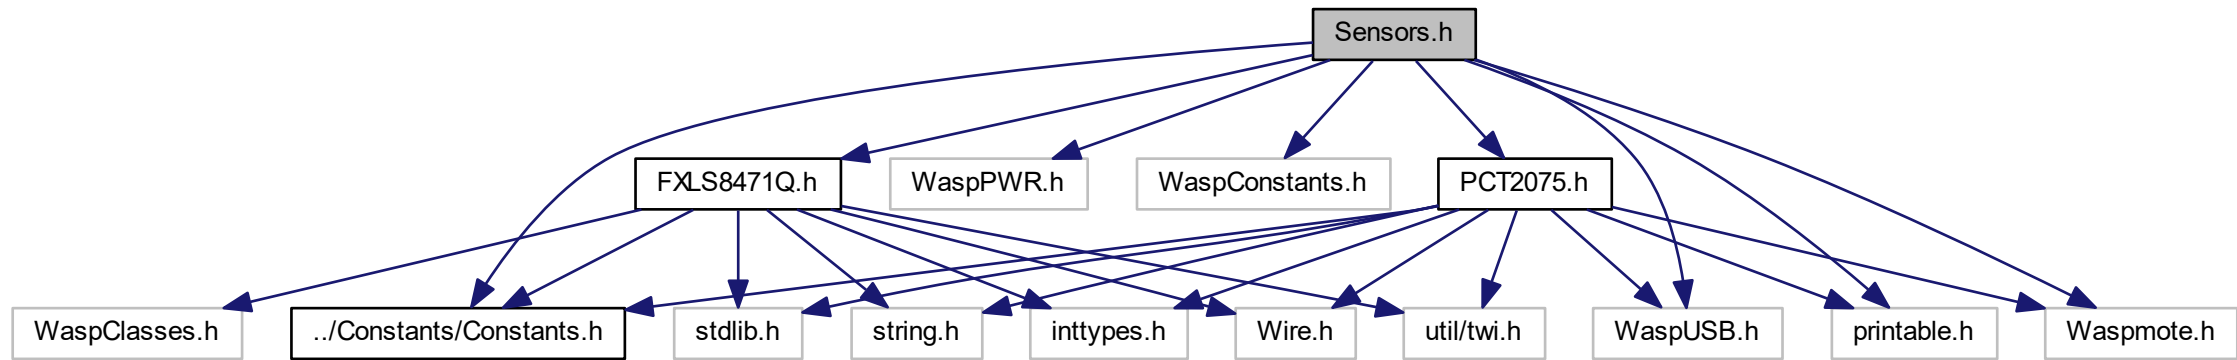 Sensors.h
FXLS8471Q.h
WaspPWR.h
WaspConstants.h
PCT2075.h
WaspClasses.h
../Constants/Constants.h
stdlib.h
string.h
inttypes.h
Wire.h
util/twi.h
WaspUSB.h
printable.h
Waspmote.h